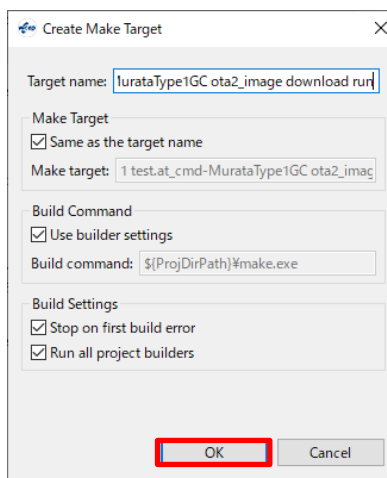 Create Make Target
Target name: MurataType1GC ota2_image download run
Make Target
Same as the target name
Make target: 1 test.at_cmd-MurataType1GC ota2_imag
Build Command
Use builder settings
Build command: ${ProjDirPath}¥make.exe
Build Settings
Stop on first build error
Run all project builders
OK Cancel